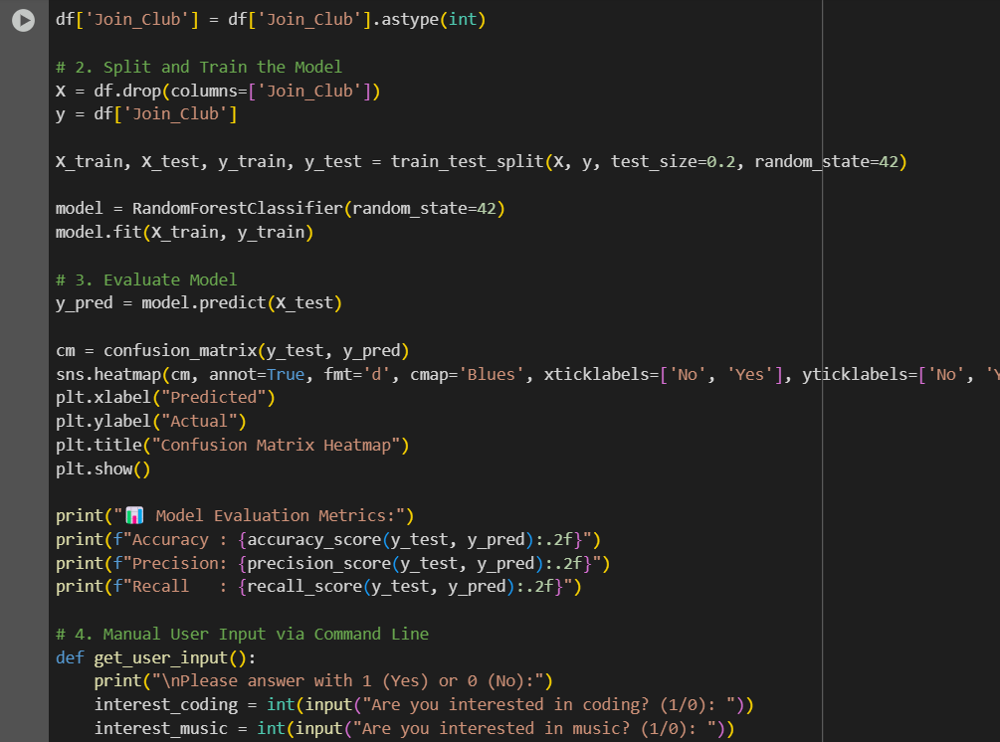 df['Join_Club'] = df['Join_Club'].astype(int)
# 2. Split and Train the Model
X = df.drop(columns=['Join_Club'])
y = df['Join_Club']
X_train, X_test, y_train, y_test = train_test_split(X, y, test_size=0.2, random_state=42)
model = RandomForestClassifier(random_state=42)
model.fit(X_train, y_train)
# 3. Evaluate Model
y_pred = model.predict(X_test)
cm = confusion_matrix(y_test, y_pred)
sns.heatmap(cm, annot=True, fmt='d', cmap='Blues', xticklabels=['No', 'Yes'], yticklabels=['No', '
plt.xlabel("Predicted")
plt.ylabel("Actual")
plt.title("Confusion Matrix Heatmap")
plt.show()
print("📊 Model Evaluation Metrics:")
print(f"Accuracy : {accuracy_score(y_test, y_pred):.2f}")
print(f"Precision: {precision_score(y_test, y_pred):.2f}")
print(f"Recall   : {recall_score(y_test, y_pred):.2f}")
# 4. Manual User Input via Command Line
def get_user_input():
    print("\nPlease answer with 1 (Yes) or 0 (No):")
    interest_coding = int(input("Are you interested in coding? (1/0): "))
    interest_music = int(input("Are you interested in music? (1/0): "))